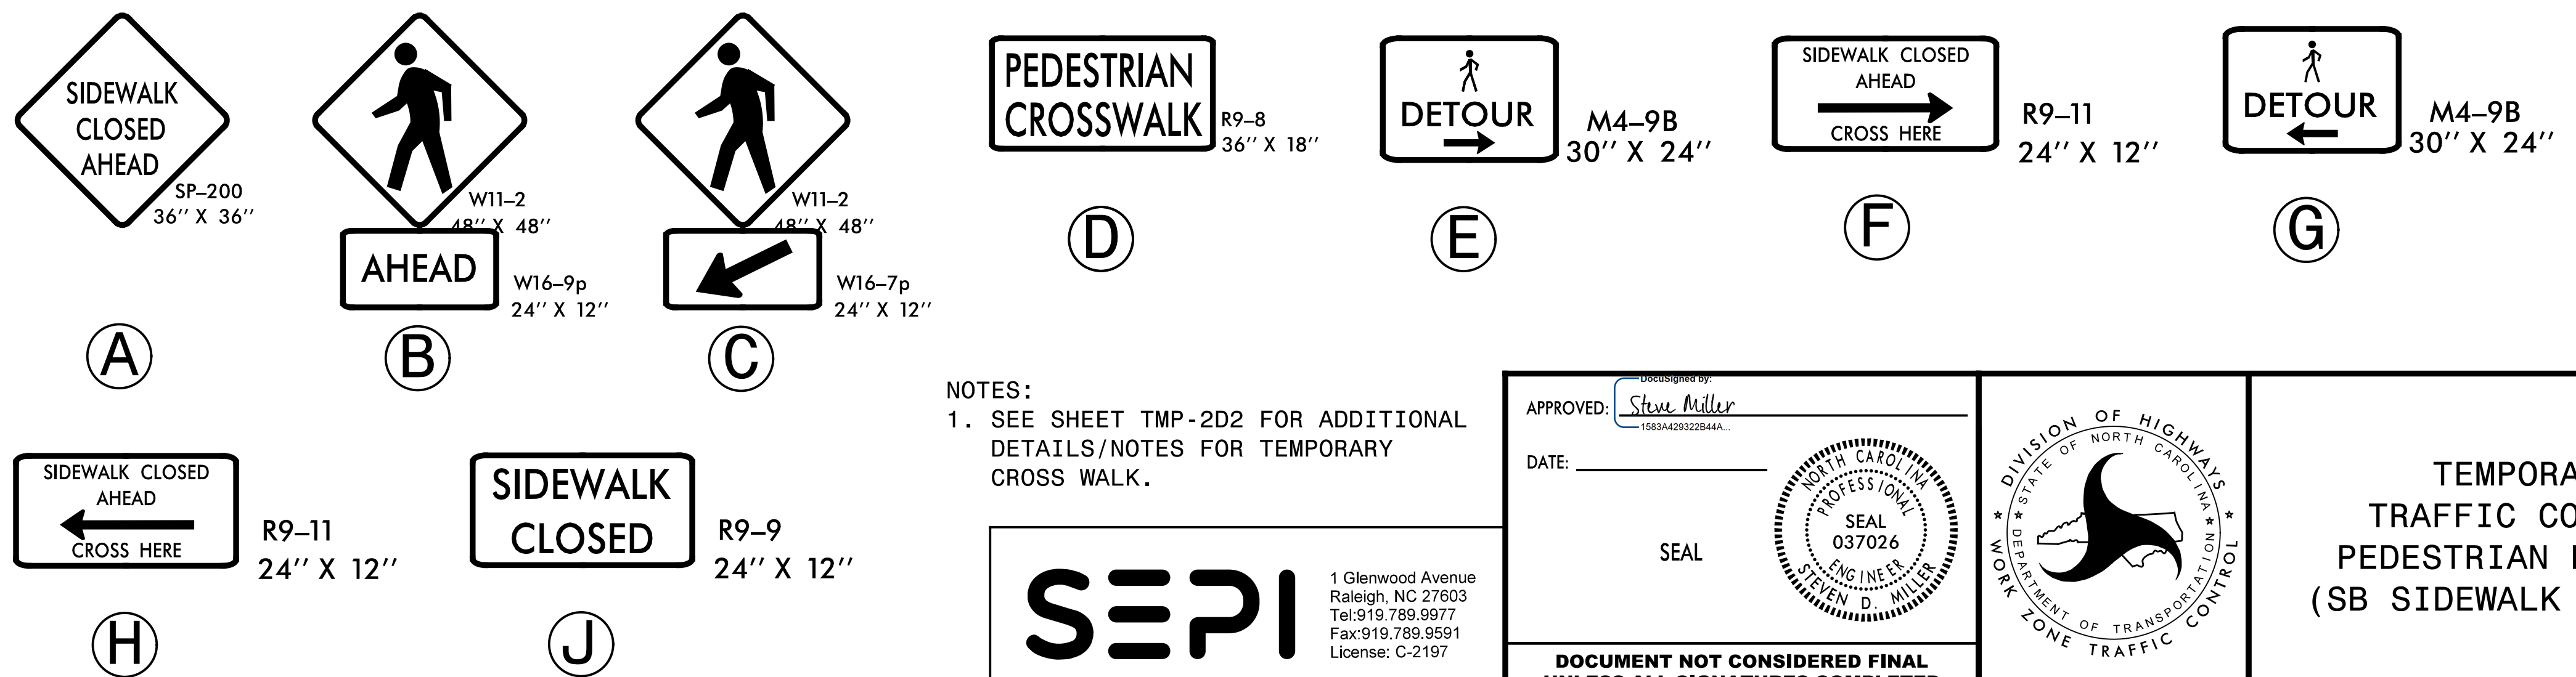 SIDEWALK
CLOSED
AHEAD
SP–200
36'' X 36''
A
W11–2
48'' X 48''
AHEAD
W16–9p
24'' X 12''
B
W11–2
48'' X 48''
W16–7p
24'' X 12''
C
PEDESTRIAN
CROSSWALK
R9–8
36'' X 18''
D
DETOUR
M4–9B
30'' X 24''
E
SIDEWALK CLOSED
AHEAD
CROSS HERE
R9–11
24'' X 12''
F
DETOUR
M4–9B
30'' X 24''
G
SIDEWALK CLOSED
AHEAD
CROSS HERE
R9–11
24'' X 12''
H
SIDEWALK
CLOSED
R9–9
24'' X 12''
J
NOTES:
1. SEE SHEET TMP-2D2 FOR ADDITIONAL
DETAILS/NOTES FOR TEMPORARY
CROSS WALK.
SEPI
1 Glenwood Avenue
Raleigh, NC 27603
Tel:919.789.9977
Fax:919.789.9591
License: C-2197
DocuSigned by:
APPROVED: Steve Miller
1583A429322B44A...
DATE:
SEAL
NORTH CAROLINA
PROFESSIONAL
SEAL
037026
ENGINEER
STEVEN D. MILLER
DOCUMENT NOT CONSIDERED FINAL
UNLESS ALL SIGNATURES COMPLETED
DIVISION OF HIGHWAYS
STATE OF NORTH CAROLINA
DEPARTMENT OF TRANSPORTATION
WORK ZONE TRAFFIC CONTROL
TEMPORA
TRAFFIC CO
PEDESTRIAN
(SB SIDEWALK